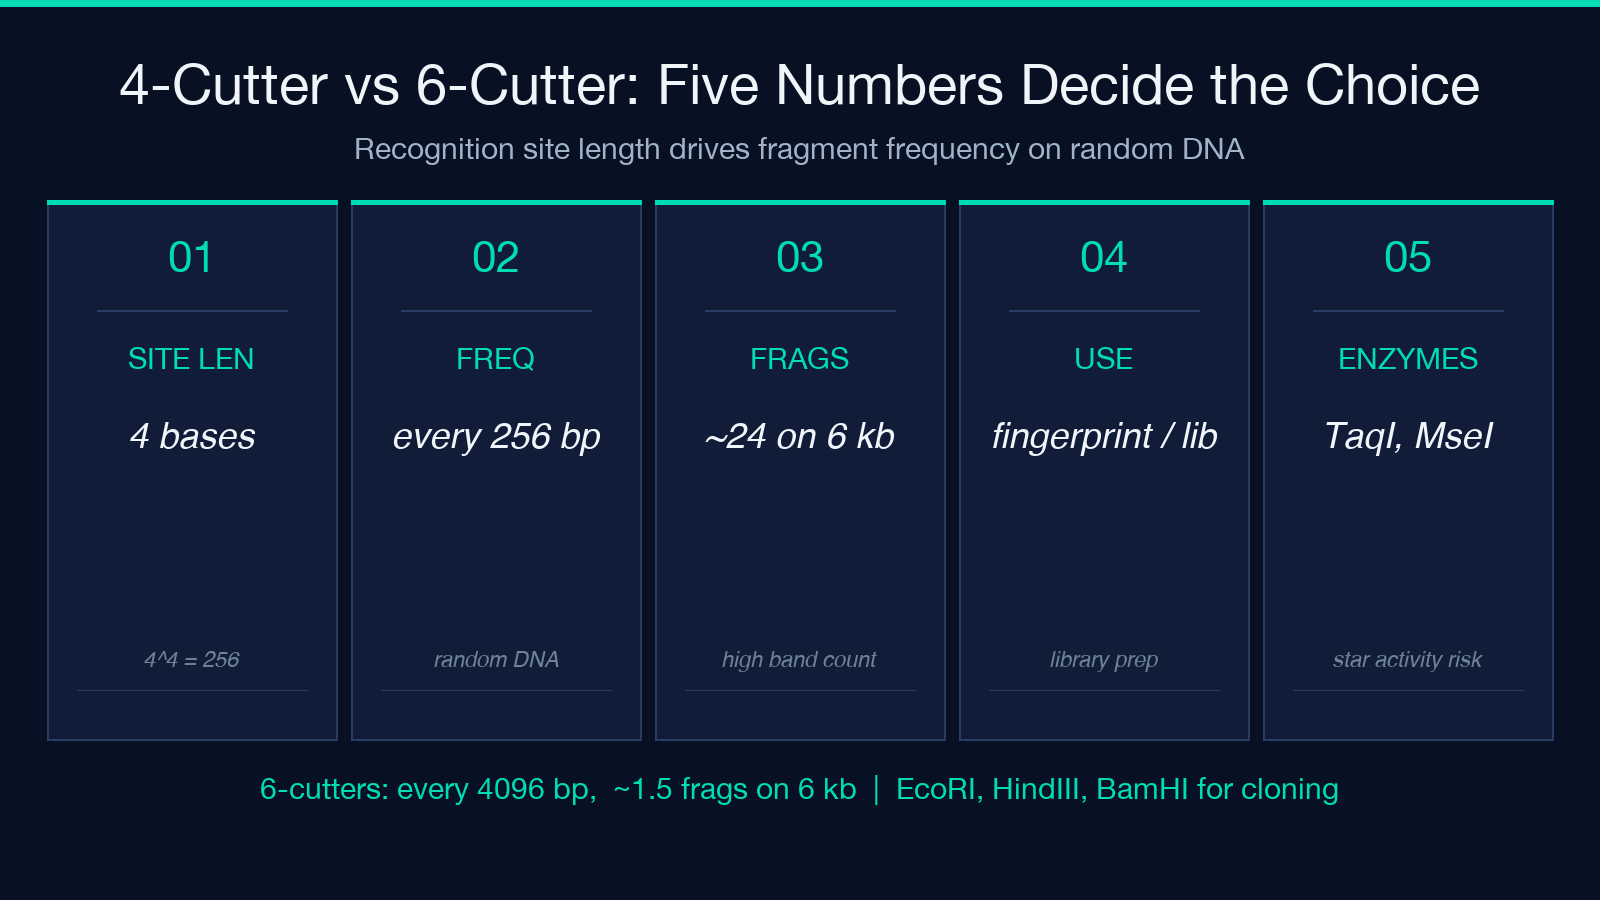 4-Cutter vs 6-Cutter: Five Numbers Decide the Choice
Recognition site length drives fragment frequency on random DNA
01
SITE LEN
4 bases
4^4 = 256
02
FREQ
every 256 bp
random DNA
03
FRAGS
~24 on 6 kb
high band count
04
USE
fingerprint / lib
library prep
05
ENZYMES
TaqI, MseI
star activity risk
6-cutters: every 4096 bp, ~1.5 frags on 6 kb | EcoRI, HindIII, BamHI for cloning